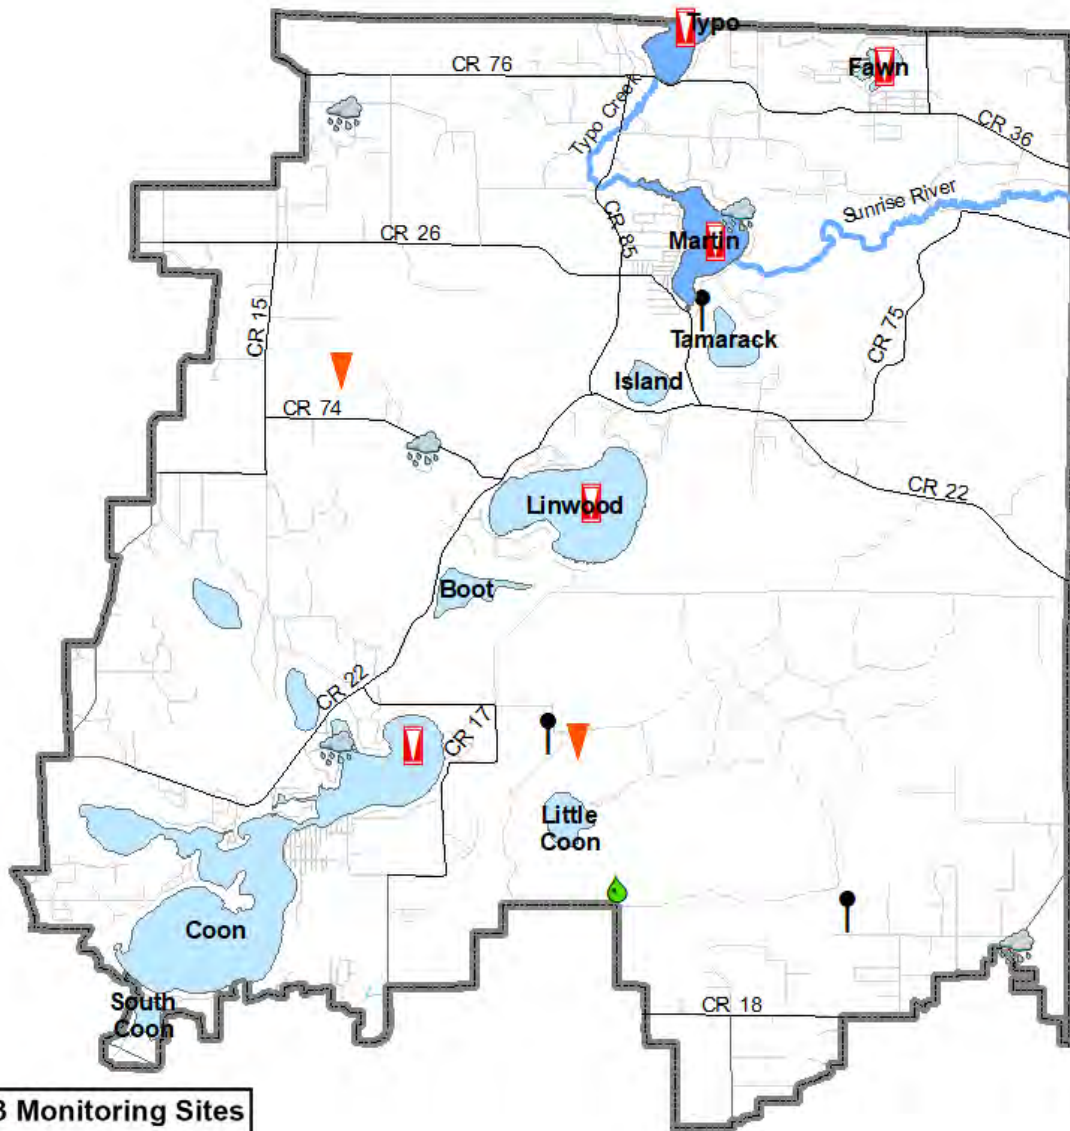 Typo
CR 76
Fawn
Typo Creek
CR 36
Sunrise River
CR 26
CR 85
Martin
CR 15
CR 75
Tamarack
Island
CR 74
CR 22
Linwood
Boot
CR 22
CR 17
Little
Coon
Coon
South
Coon
CR 18
3 Monitoring Sites